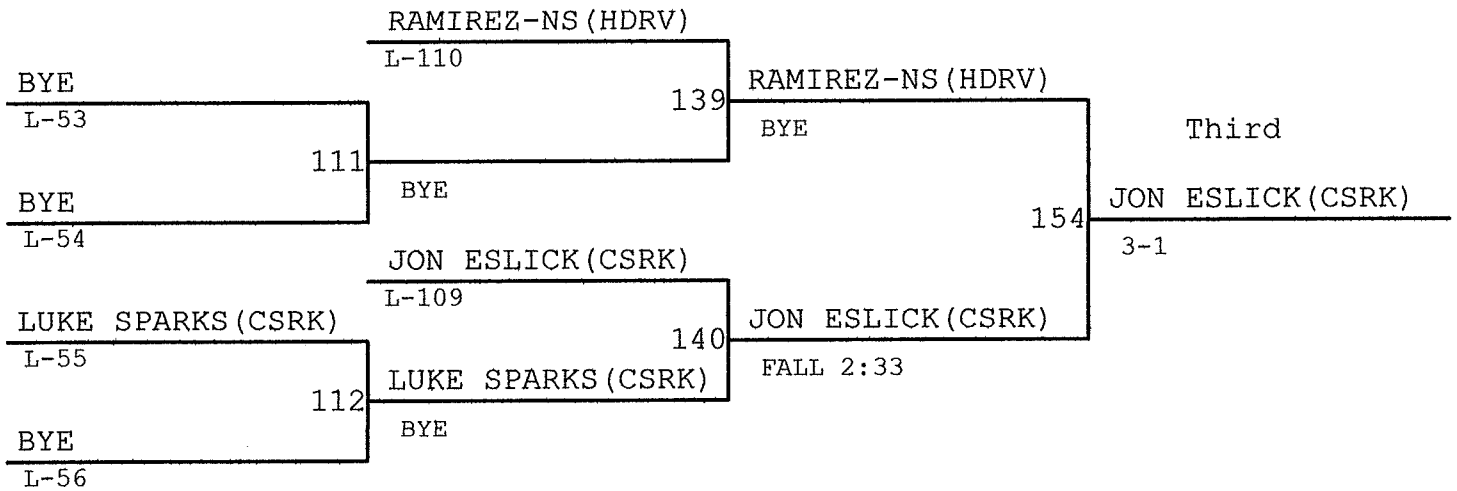 RAMIREZ-NS(HDRV)
L-110
BYE
L-53
139
RAMIREZ-NS(HDRV)
BYE
Third
111
BYE
BYE
L-54
154
JON ESLICK(CSRK)
3-1
JON ESLICK(CSRK)
L-109
LUKE SPARKS(CSRK)
L-55
140
JON ESLICK(CSRK)
FALL 2:33
112
LUKE SPARKS(CSRK)
BYE
BYE
L-56